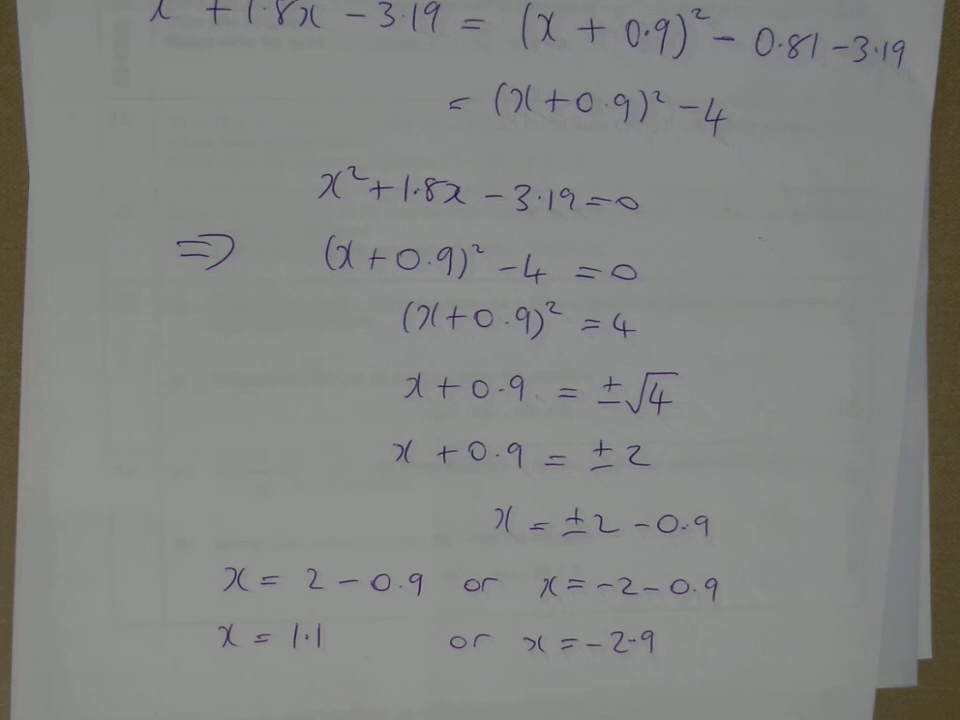 x + 1.8x - 3.19 = (x + 0.9)² - 0.81 - 3.19
= (x + 0.9)² - 4
x² + 1.8x - 3.19 = 0
⇒ (x + 0.9)² - 4 = 0
(x + 0.9)² = 4
x + 0.9 = ±√4
x + 0.9 = ±2
x = ±2 - 0.9
x = 2 - 0.9 or x = -2 - 0.9
x = 1.1 or x = -2.9